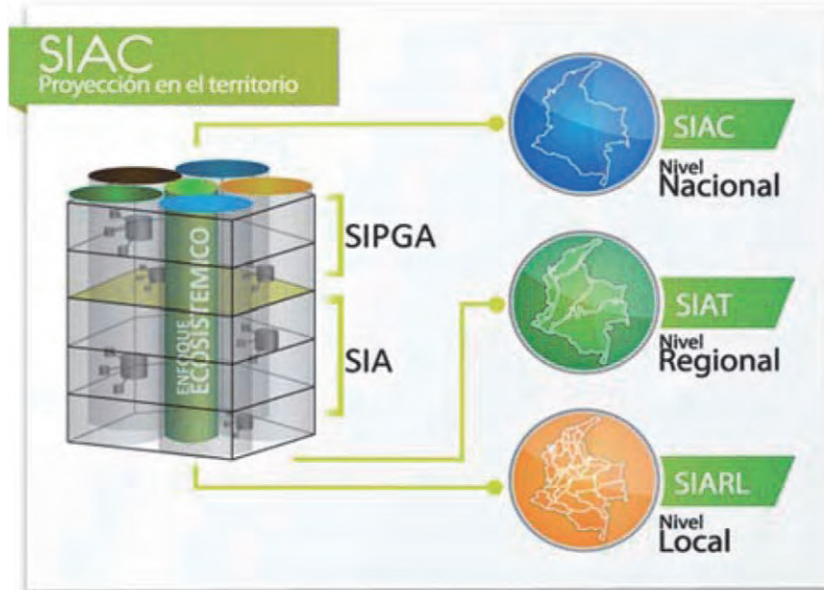 SIAC
Proyección en el territorio
SIPGA
SIA
ENFOQUE
ECOSISTEMICO
SIAC
Nivel
Nacional
SIAT
Nivel
Regional
SIARL
Nivel
Local